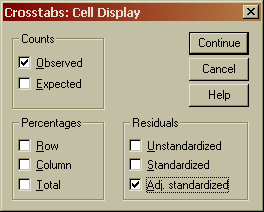 Crosstabs: Cell Display
Counts
Observed
Expected
Continue
Cancel
Help
Percentages
Row
Column
Total
Residuals
Unstandardized
Standardized
Adj. standardized